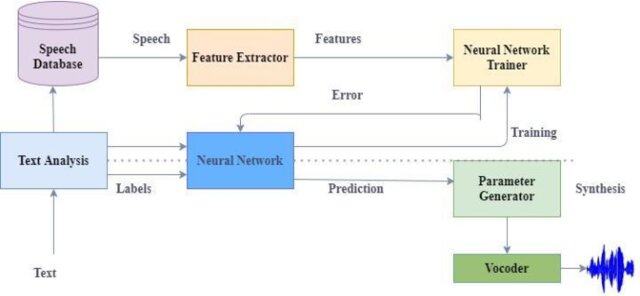 Speech
Database
Speech
Feature Extractor
Features
Neural Network
Trainer
Error
Training
Text Analysis
Neural Network
Labels
Prediction
Parameter
Generator
Synthesis
Text
Vocoder